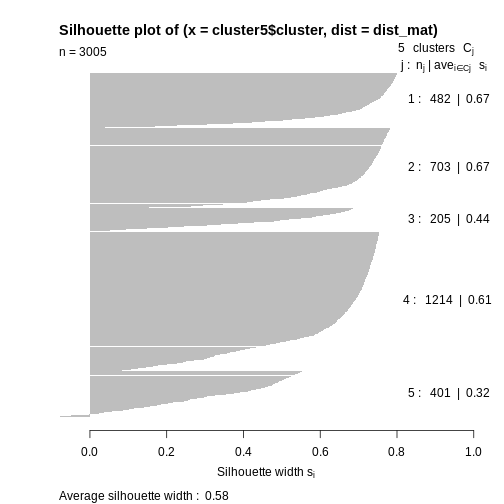 Silhouette plot of (x = cluster5$cluster, dist = dist_mat)
n = 3005
5 clusters Cj
j : nj | avei∈Cj si
1 : 482 | 0.67
2 : 703 | 0.67
3 : 205 | 0.44
4 : 1214 | 0.61
5 : 401 | 0.32
0.0 0.2 0.4 0.6 0.8 1.0
Silhouette width si
Average silhouette width : 0.58